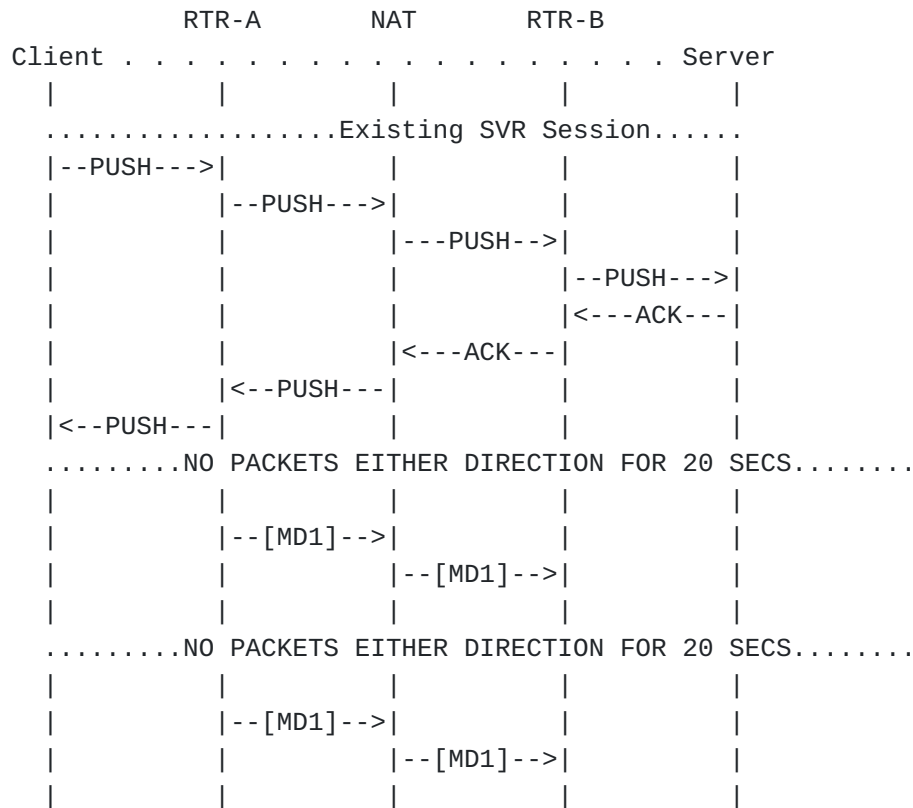 RTR-A     NAT       RTR-B
Client . . . . . . . . . . . . . . . . . . Server
  |          |          |          |          |
  ...................Existing SVR Session......
  |--PUSH--->|          |          |          |
  |          |--PUSH--->|          |          |
  |          |          |---PUSH-->|          |
  |          |          |          |--PUSH--->|
  |          |          |          |<---ACK---|
  |          |          |<---ACK---|          |
  |          |<--PUSH---|          |          |
  |<--PUSH---|          |          |          |
  .........NO PACKETS EITHER DIRECTION FOR 20 SECS........
  |          |          |          |          |
  |          |--[MD1]-->|          |          |
  |          |          |--[MD1]-->|          |
  |          |          |          |          |
  .........NO PACKETS EITHER DIRECTION FOR 20 SECS........
  |          |          |          |          |
  |          |--[MD1]-->|          |          |
  |          |          |--[MD1]-->|          |
  |          |          |          |          |